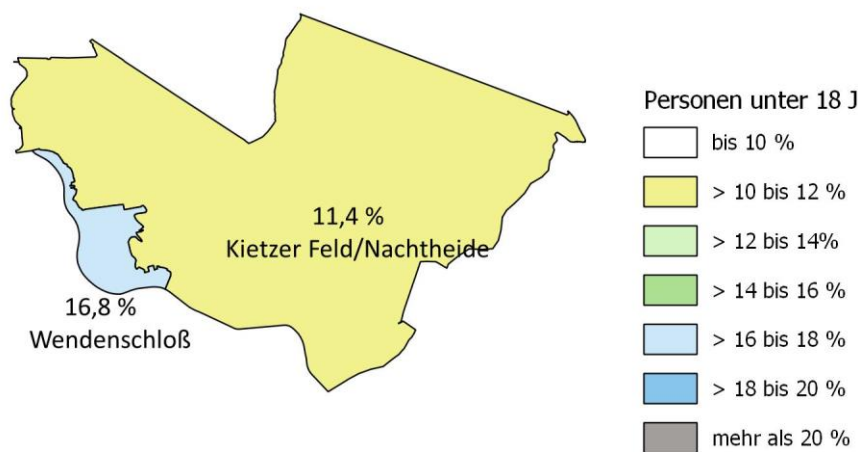 11,4 %
Kietzer Feld/Nachtheide
16,8 %
Wendenschloß
Personen unter 18 J
bis 10 %
> 10 bis 12 %
> 12 bis 14%
> 14 bis 16 %
> 16 bis 18 %
> 18 bis 20 %
mehr als 20 %